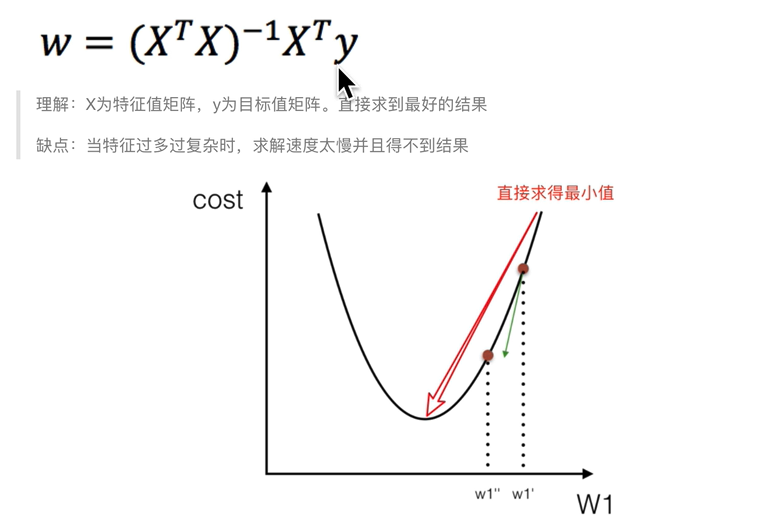 w = (XᵀX)⁻¹Xᵀy
理解：X为特征值矩阵，y为目标值矩阵。直接求到最好的结果
缺点：当特征过多过复杂时，求解速度太慢并且得不到结果
直接求得最小值
cost
w1'' w1'
W1